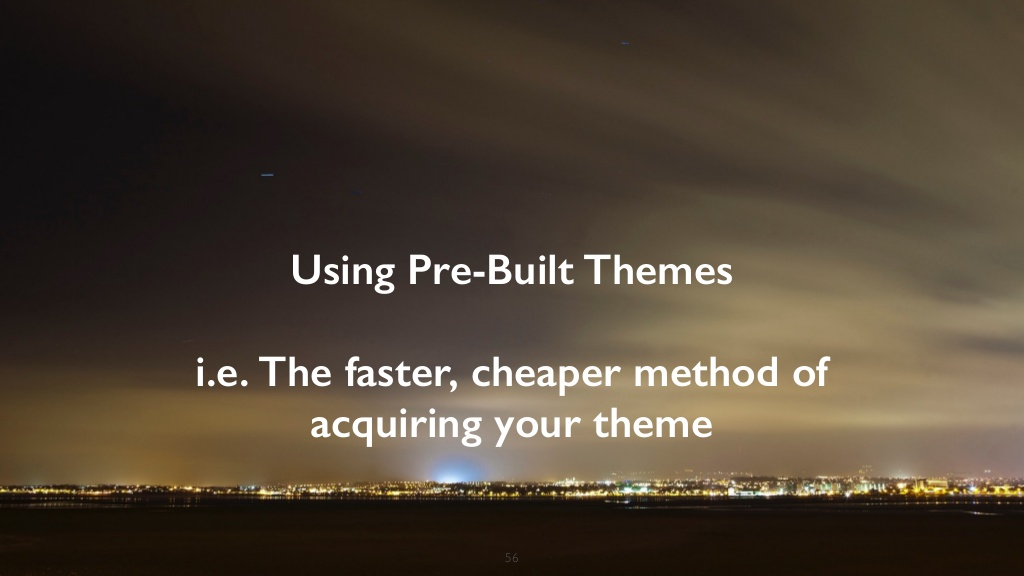 Using Pre-Built Themes
i.e. The faster, cheaper method of
acquiring your theme
56